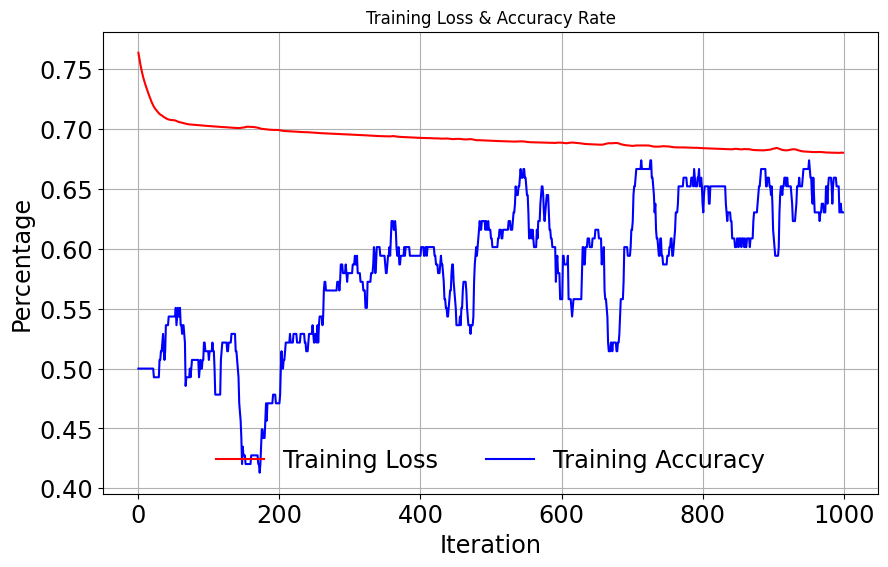 Training Loss & Accuracy Rate
0.75
0.70
0.65
0.60
0.55
0.50
0.45
0.40
Percentage
Training Loss
Training Accuracy
0
200
400
600
800
1000
Iteration